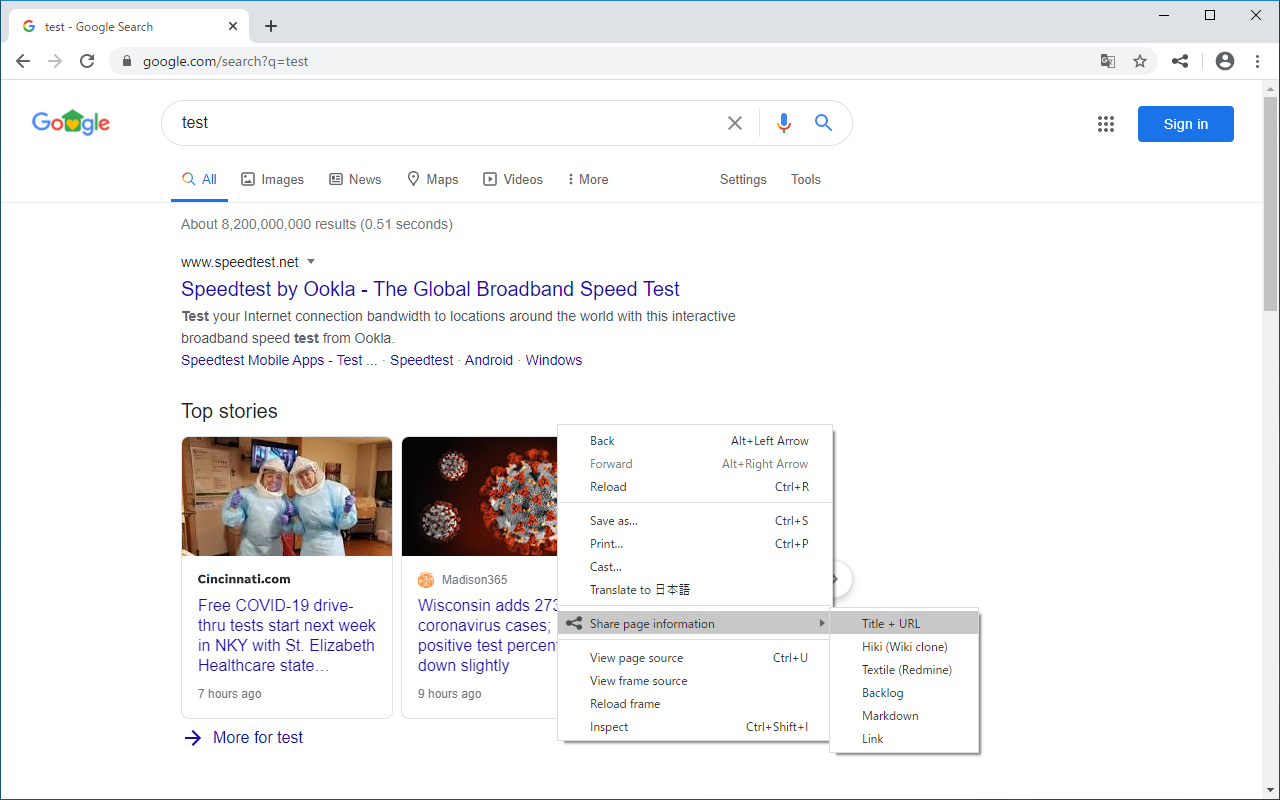 test - Google Search
google.com/search?q=test
Google
test
Sign in
All
Images
News
Maps
Videos
More
Settings
Tools
About 8,200,000,000 results (0.51 seconds)
www.speedtest.net
Speedtest by Ookla - The Global Broadband Speed Test
Test your Internet connection bandwidth to locations around the world with this interactive
broadband speed test from Ookla.
Speedtest Mobile Apps - Test ... · Speedtest · Android · Windows
Top stories
Cincinnati.com
Free COVID-19 drive-
thru tests start next week
in NKY with St. Elizabeth
Healthcare state…
7 hours ago
Madison365
Wisconsin adds 273
coronavirus cases;
positive test percent
down slightly
9 hours ago
More for test
Back Alt+Left Arrow
Forward Alt+Right Arrow
Reload Ctrl+R
Save as... Ctrl+S
Print... Ctrl+P
Cast...
Translate to 日本語
Share page information
View page source Ctrl+U
View frame source
Reload frame
Inspect Ctrl+Shift+I
Title + URL
Hiki (Wiki clone)
Textile (Redmine)
Backlog
Markdown
Link